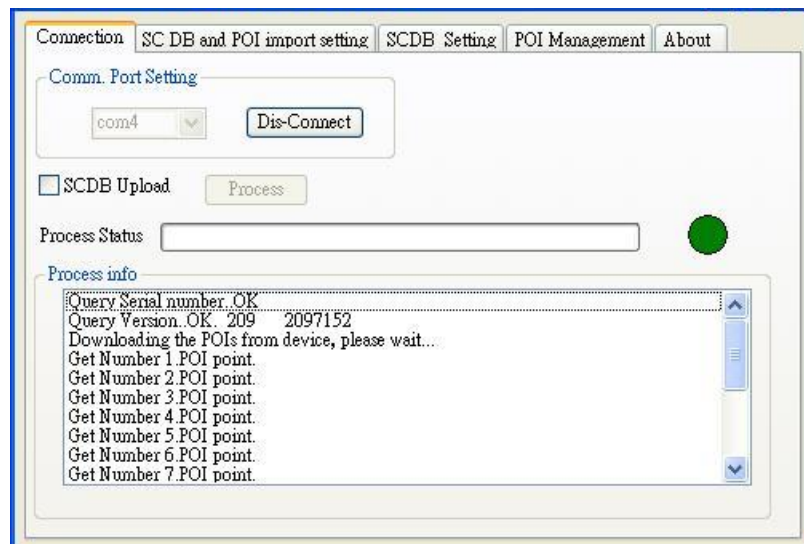 Connection SC DB and POI import setting SCDB Setting POI Management About
Comm. Port Setting
com4 Dis-Connect
SCDB Upload Process
Process Status
Process info
Query Serial number..OK
Query Version..OK. 209 2097152
Downloading the POIs from device, please wait...
Get Number 1.POI point.
Get Number 2.POI point.
Get Number 3.POI point.
Get Number 4.POI point.
Get Number 5.POI point.
Get Number 6.POI point.
Get Number 7.POI point.